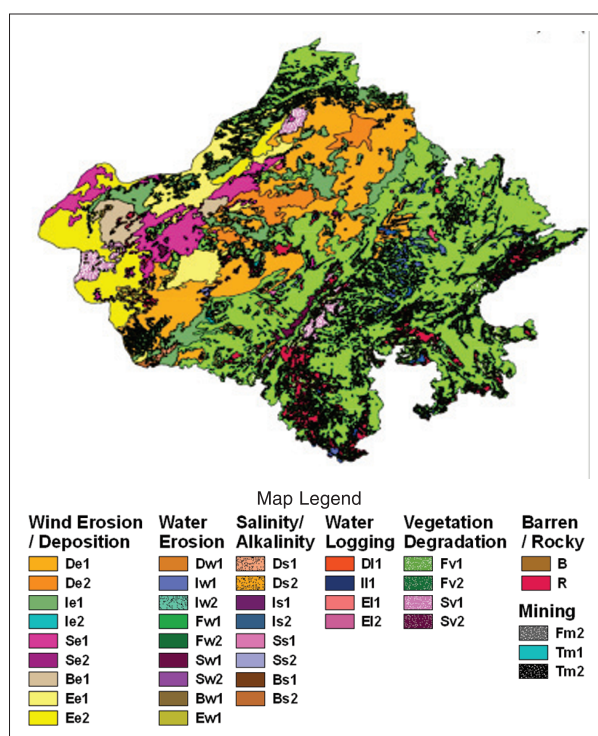 Map Legend
Wind Erosion
/ Deposition
De1
De2
Ie1
Ie2
Se1
Se2
Be1
Ee1
Ee2
Water
Erosion
Dw1
Iw1
Iw2
Fw1
Fw2
Sw1
Sw2
Bw1
Ew1
Salinity/
Alkalinity
Ds1
Ds2
Is1
Is2
Ss1
Ss2
Bs1
Bs2
Water
Logging
Dl1
Il1
El1
El2
Vegetation
Degradation
Fv1
Fv2
Sv1
Sv2
Barren
/ Rocky
B
R
Mining
Fm2
Tm1
Tm2